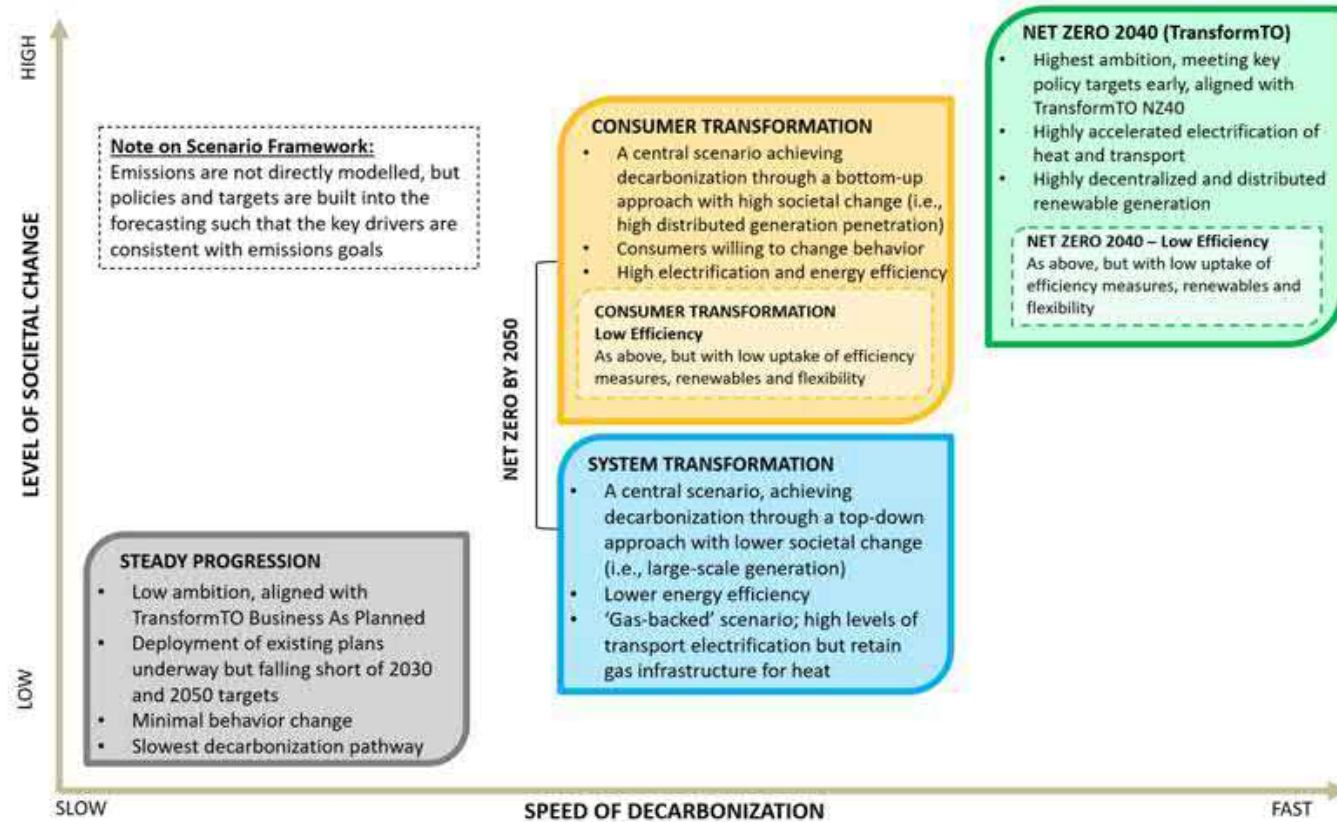 HIGH
LEVEL OF SOCIETAL CHANGE
LOW
Note on Scenario Framework:
Emissions are not directly modelled, but
policies and targets are built into the
forecasting such that the key drivers are
consistent with emissions goals
STEADY PROGRESSION
• Low ambition, aligned with
TransformTO Business As Planned
• Deployment of existing plans
underway but falling short of 2030
and 2050 targets
• Minimal behavior change
• Slowest decarbonization pathway
NET ZERO BY 2050
CONSUMER TRANSFORMATION
• A central scenario achieving
decarbonization through a bottom-up
approach with high societal change (i.e.,
high distributed generation penetration)
• Consumers willing to change behavior
• High electrification and energy efficiency
CONSUMER TRANSFORMATION
Low Efficiency
As above, but with low uptake of efficiency
measures, renewables and flexibility
SYSTEM TRANSFORMATION
• A central scenario, achieving
decarbonization through a top-down
approach with lower societal change
(i.e., large-scale generation)
• Lower energy efficiency
• ‘Gas-backed’ scenario; high levels of
transport electrification but retain
gas infrastructure for heat
NET ZERO 2040 (TransformTO)
• Highest ambition, meeting key
policy targets early, aligned with
TransformTO NZ40
• Highly accelerated electrification of
heat and transport
• Highly decentralized and distributed
renewable generation
NET ZERO 2040 – Low Efficiency
As above, but with low uptake of
efficiency measures, renewables and
flexibility
SLOW
SPEED OF DECARBONIZATION
FAST